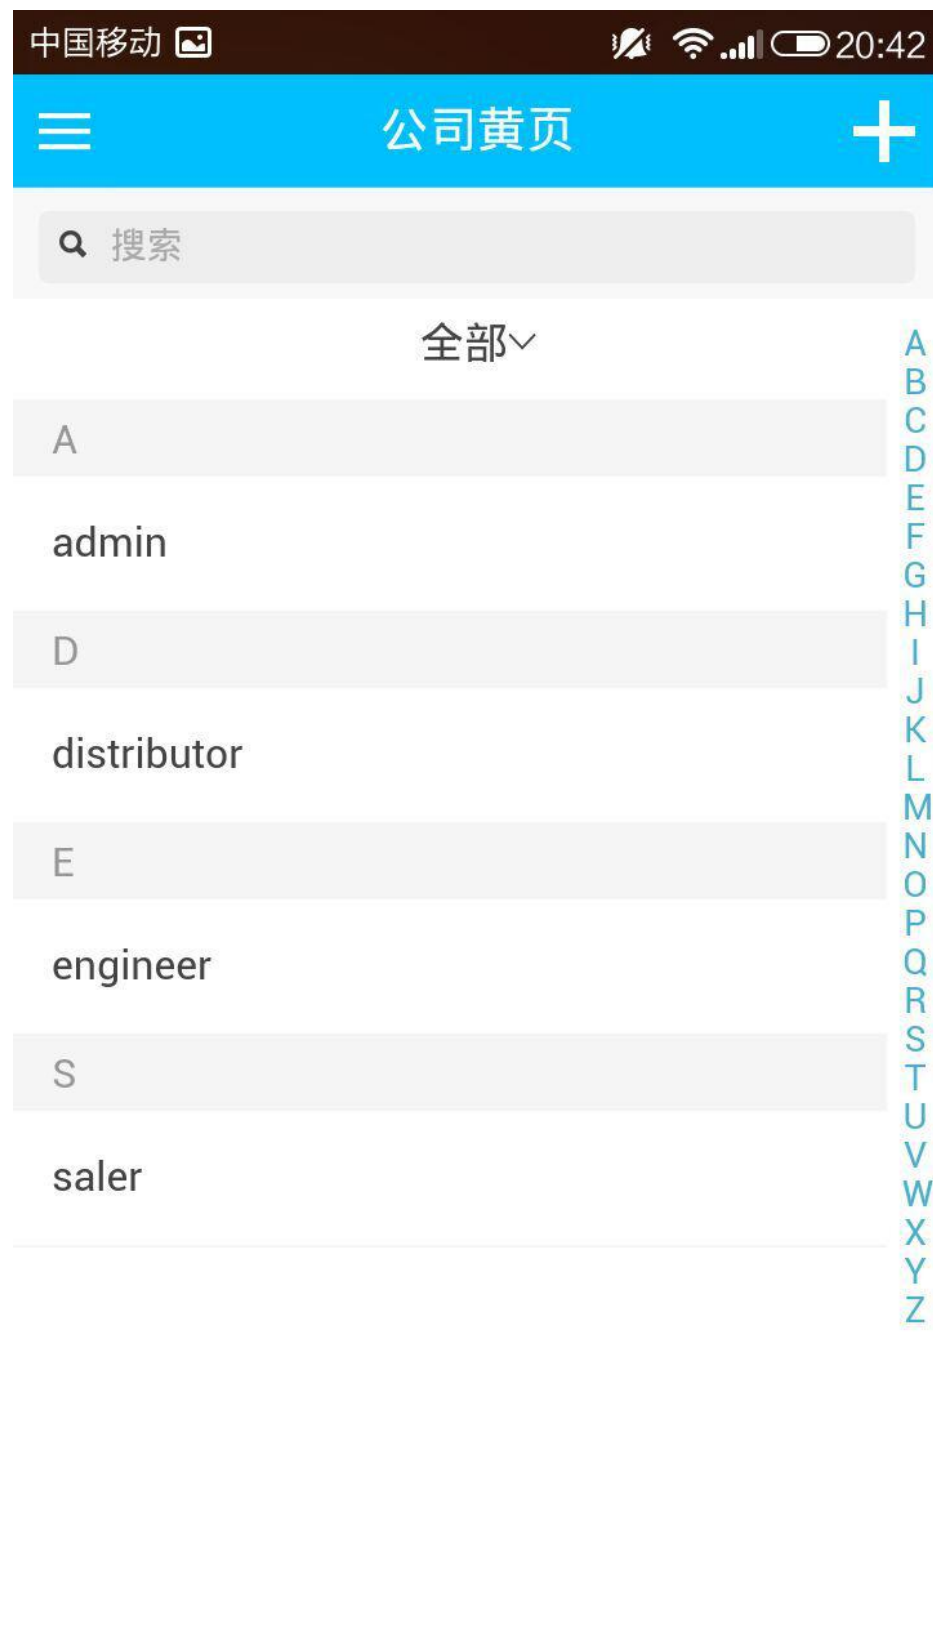 中国移动 20:42
公司黄页
搜索
全部
A
admin
D
distributor
E
engineer
S
saler
A
B
C
D
E
F
G
H
I
J
K
L
M
N
O
P
Q
R
S
T
U
V
W
X
Y
Z